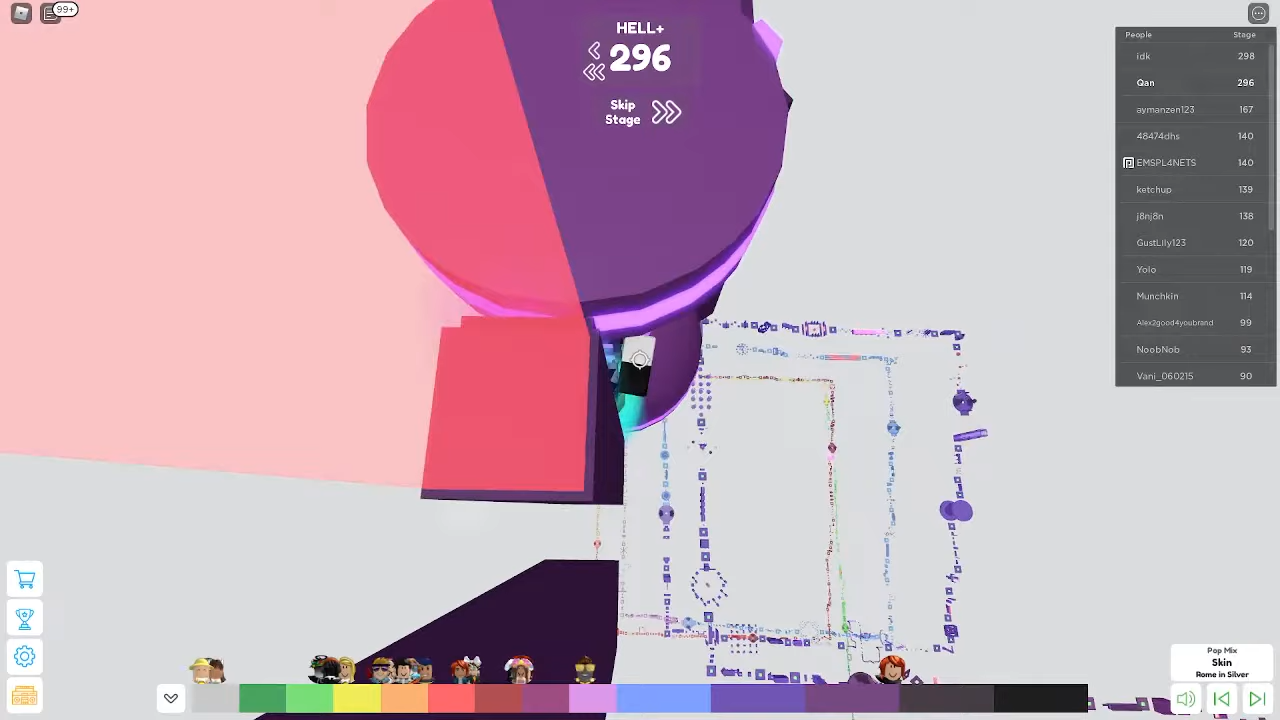 99+
HELL+
296
Skip
Stage
People Stage
idk 298
Qan 296
aymanzen123 167
48474dhs 140
EMSPL4NETS 140
ketchup 139
j8nj8n 138
GustLily123 120
Yolo 119
Munchkin 114
Alex2good4youbrand 99
NoobNob 93
Vani_060215 90
Pop Mix
Skin
Rome in Silver